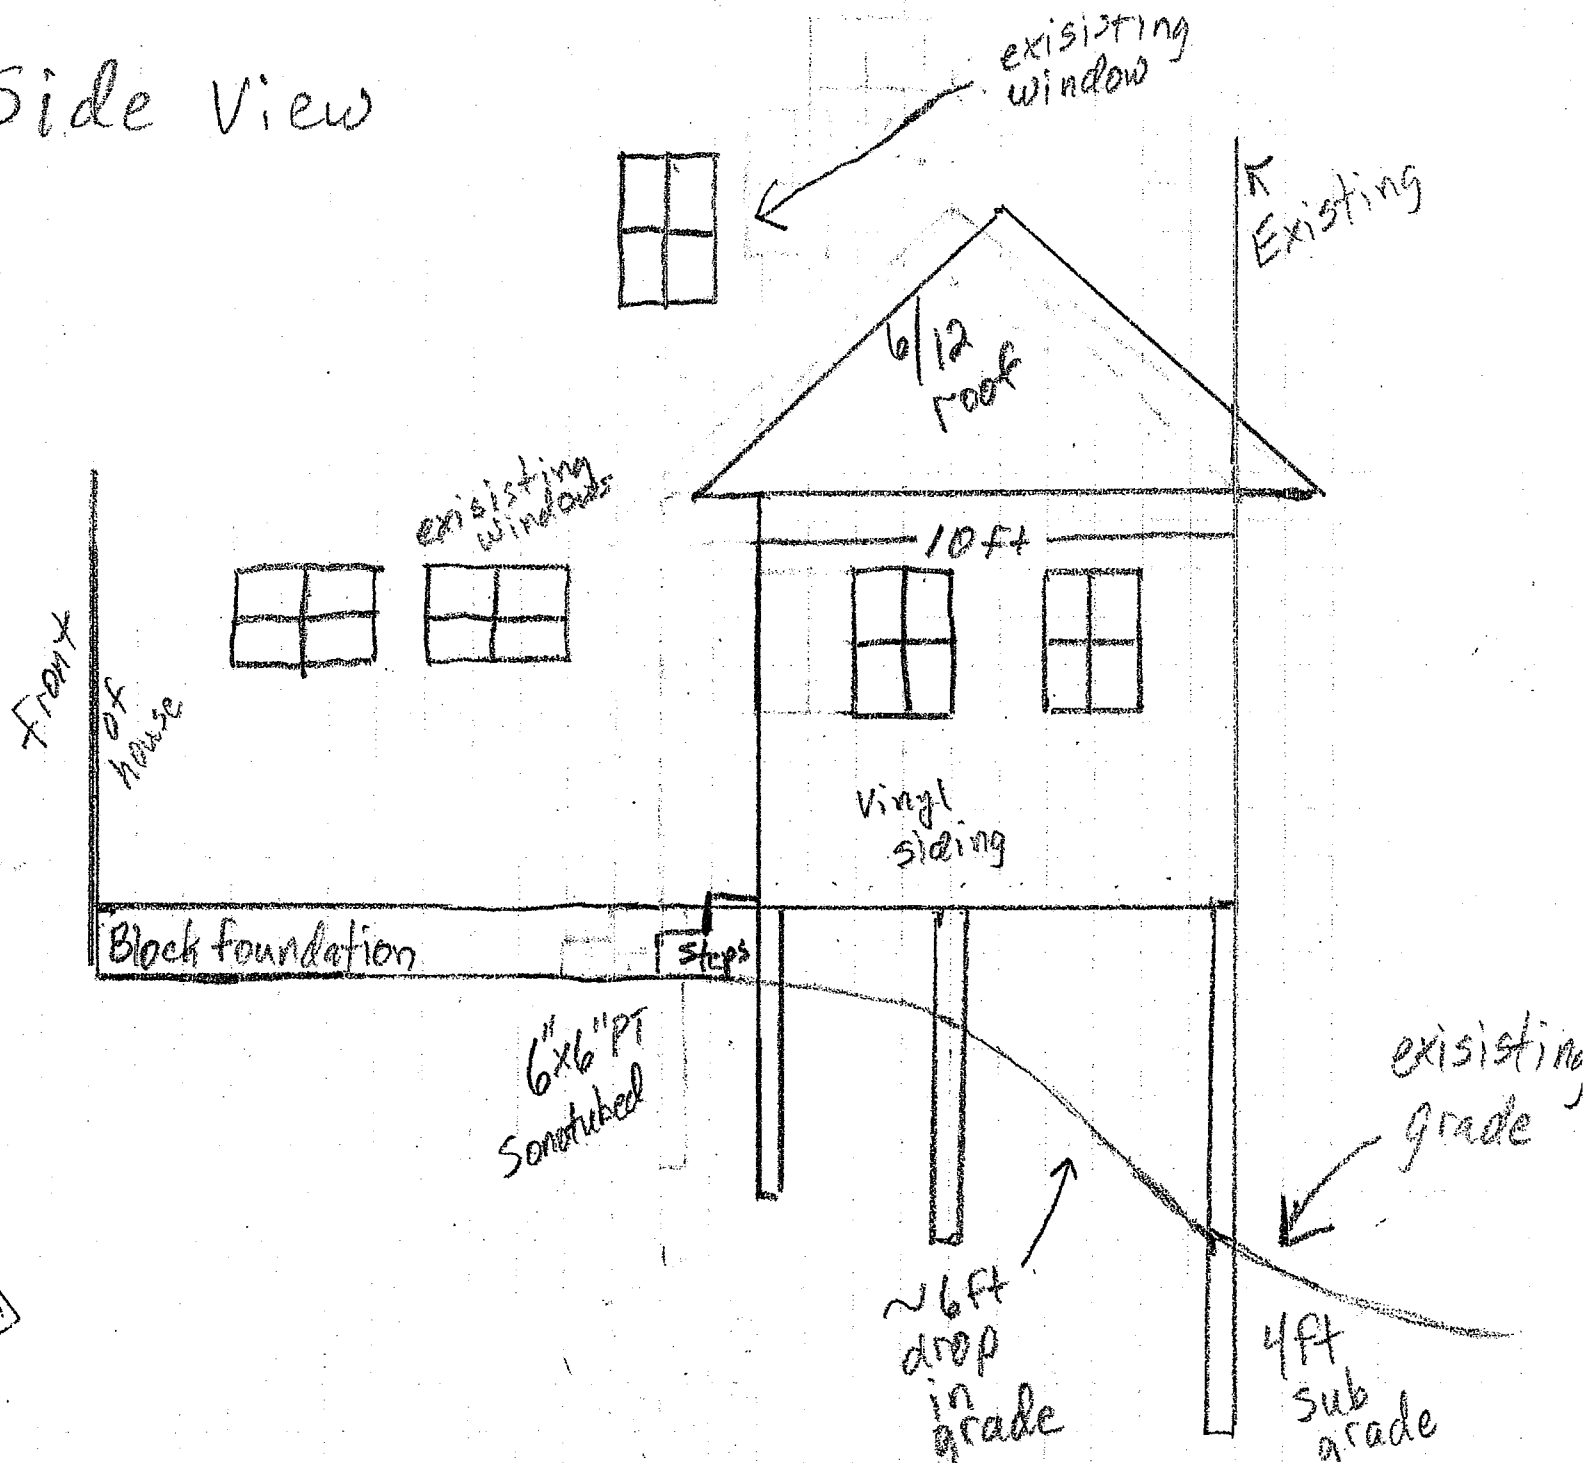 Side View
exisisting
window
Existing
6/12
roof
exisisting
windows
10 ft
Front
of
house
Vinyl
siding
Block foundation
Steps
6"x6" PT
Sonotubed
exisisting
grade
~6ft
drop
in
grade
4ft
sub
grade